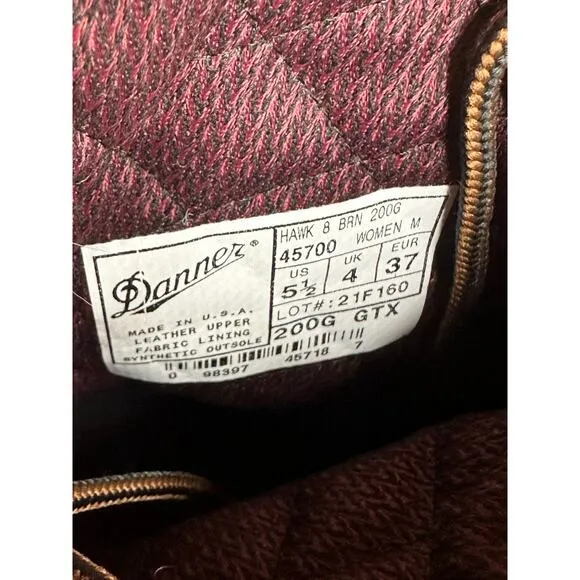 Danner®
MADE IN U.S.A.
LEATHER UPPER
FABRIC LINING
SYNTHETIC OUTSOLE
HAWK 8 BRN 200G
45700 WOMEN M
US UK EUR
5½ 4 37
LOT#:21F160
200G GTX
0 98397 45718 7